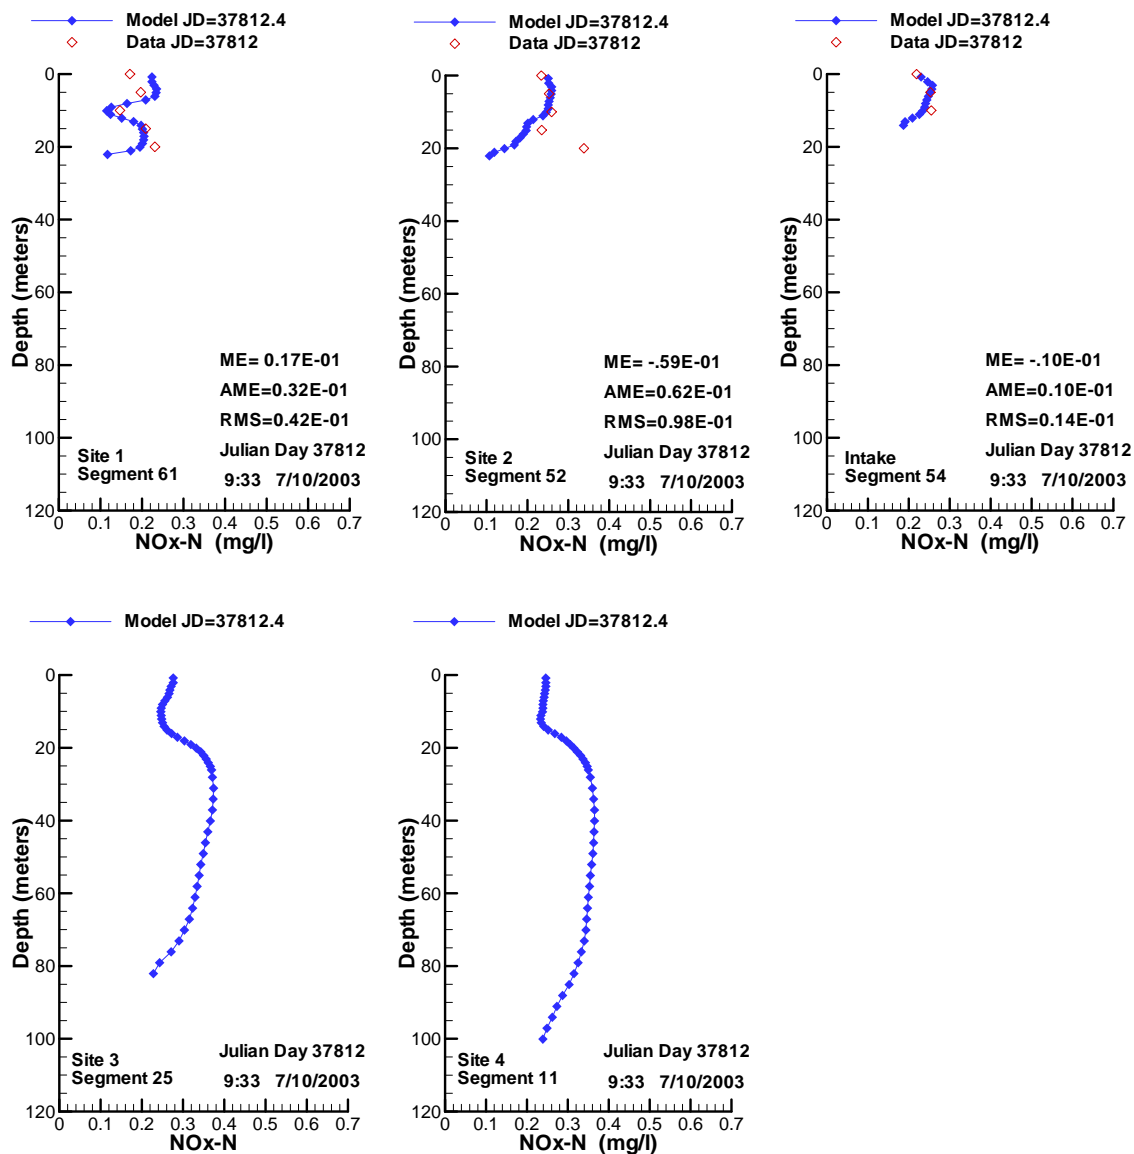 Model JD=37812.4
Data JD=37812
0
20
40
60
80
100
120
Depth (meters)
ME= 0.17E-01
AME=0.32E-01
RMS=0.42E-01
Julian Day 37812
9:33 7/10/2003
Site 1
Segment 61
0 0.1 0.2 0.3 0.4 0.5 0.6 0.7
NOx-N (mg/l)
Model JD=37812.4
Data JD=37812
0
20
40
60
80
100
120
Depth (meters)
ME= -.59E-01
AME=0.62E-01
RMS=0.98E-01
Julian Day 37812
9:33 7/10/2003
Site 2
Segment 52
0 0.1 0.2 0.3 0.4 0.5 0.6 0.7
NOx-N (mg/l)
Model JD=37812.4
Data JD=37812
0
20
40
60
80
100
120
Depth (meters)
ME= -.10E-01
AME=0.10E-01
RMS=0.14E-01
Julian Day 37812
9:33 7/10/2003
Intake
Segment 54
0 0.1 0.2 0.3 0.4 0.5 0.6 0.7
NOx-N (mg/l)
Model JD=37812.4
0
20
40
60
80
100
120
Depth (meters)
Julian Day 37812
9:33 7/10/2003
Site 3
Segment 25
0 0.1 0.2 0.3 0.4 0.5 0.6 0.7
NOx-N
Model JD=37812.4
0
20
40
60
80
100
120
Depth (meters)
Julian Day 37812
9:33 7/10/2003
Site 4
Segment 11
0 0.1 0.2 0.3 0.4 0.5 0.6 0.7
NOx-N (mg/l)